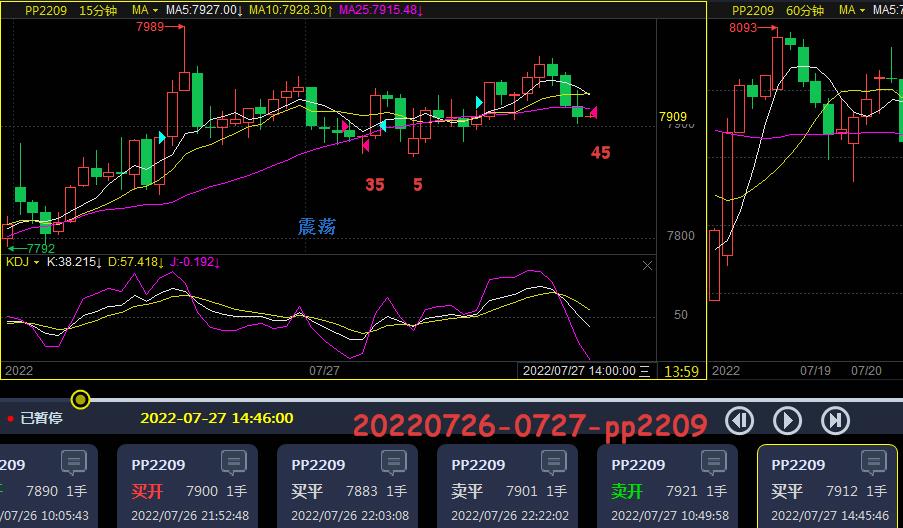 PP2209 15分钟 MA MA5:7927.00↓ MA10:7928.30↑ MA25:7915.48↓
PP2209 60分钟 MA MA5:7
7989
8093
7909
7900
45
35 5
震荡
7800
7792
KDJ K:38.215↓ D:57.418↓ J:-0.192↓
50
2022 07/27 2022/07/27 14:00:00 三 13:59
2022 07/19 07/20
已暂停 2022-07-27 14:46:00 20220726-0727-pp2209
2209 PP2209 PP2209 PP2209 PP2209 PP2209
买开 买平 卖平 卖开 买平
7890 1手 7900 1手 7883 1手 7901 1手 7921 1手 7912 1手
/26 10:05:43 2022/07/26 21:52:48 2022/07/26 22:03:08 2022/07/26 22:22:02 2022/07/27 10:49:58 2022/07/27 14:45:46